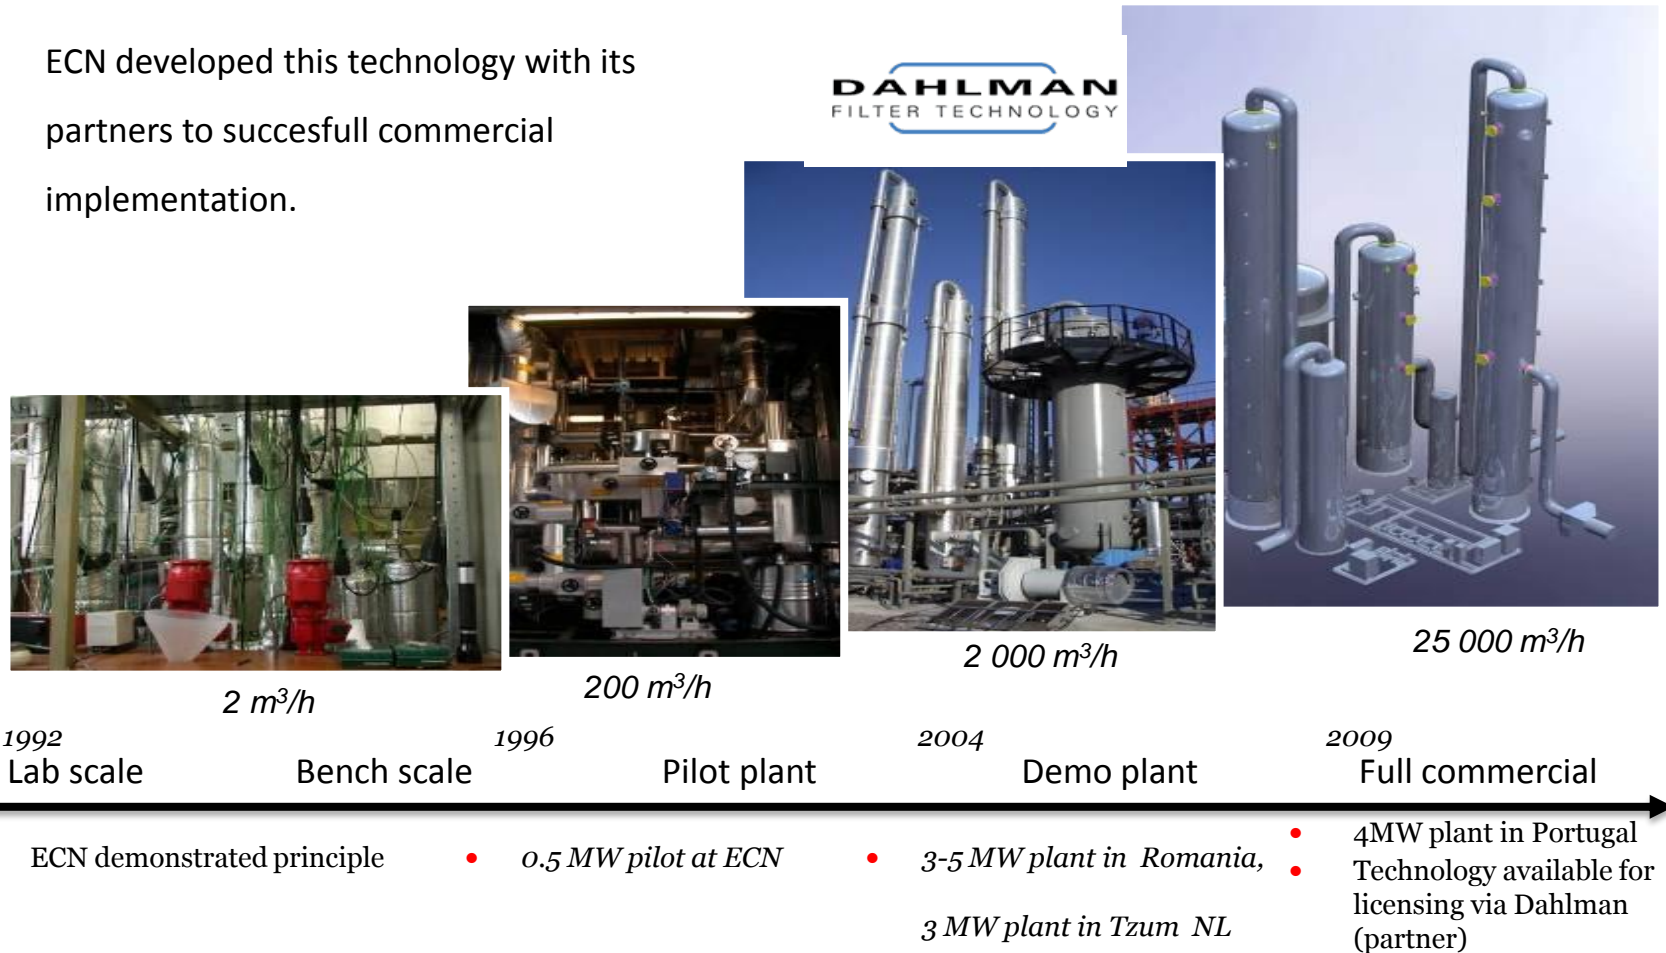 ECN developed this technology with its
partners to succesfull commercial
implementation.
DAHLMAN
FILTER TECHNOLOGY
2 m³/h
200 m³/h
2 000 m³/h
25 000 m³/h
1992
1996
2004
2009
Lab scale
Bench scale
Pilot plant
Demo plant
Full commercial
ECN demonstrated principle
• 0.5 MW pilot at ECN
• 3-5 MW plant in Romania,
3 MW plant in Tzum NL
• 4MW plant in Portugal
• Technology available for
licensing via Dahlman
(partner)